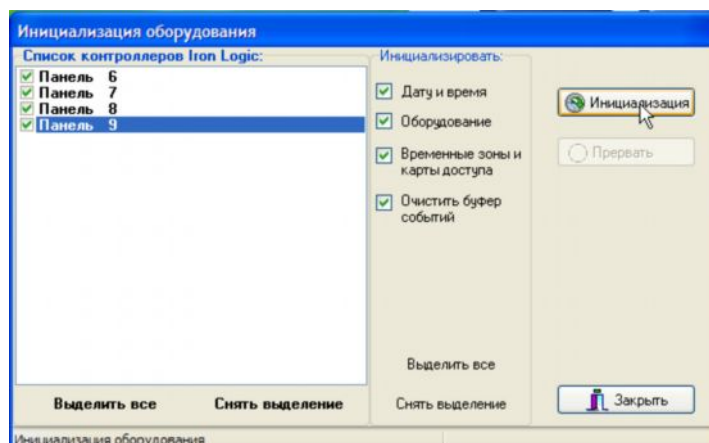 Инициализация оборудования
Список контроллеров Iron Logic:
Панель 6
Панель 7
Панель 8
Панель 9
Выделить все
Снять выделение
Инициализировать:
Дату и время
Оборудование
Временные зоны и
карты доступа
Очистить буфер
событий
Выделить все
Снять выделение
Инициализация
Прервать
Закрыть
Инициализация оборудования